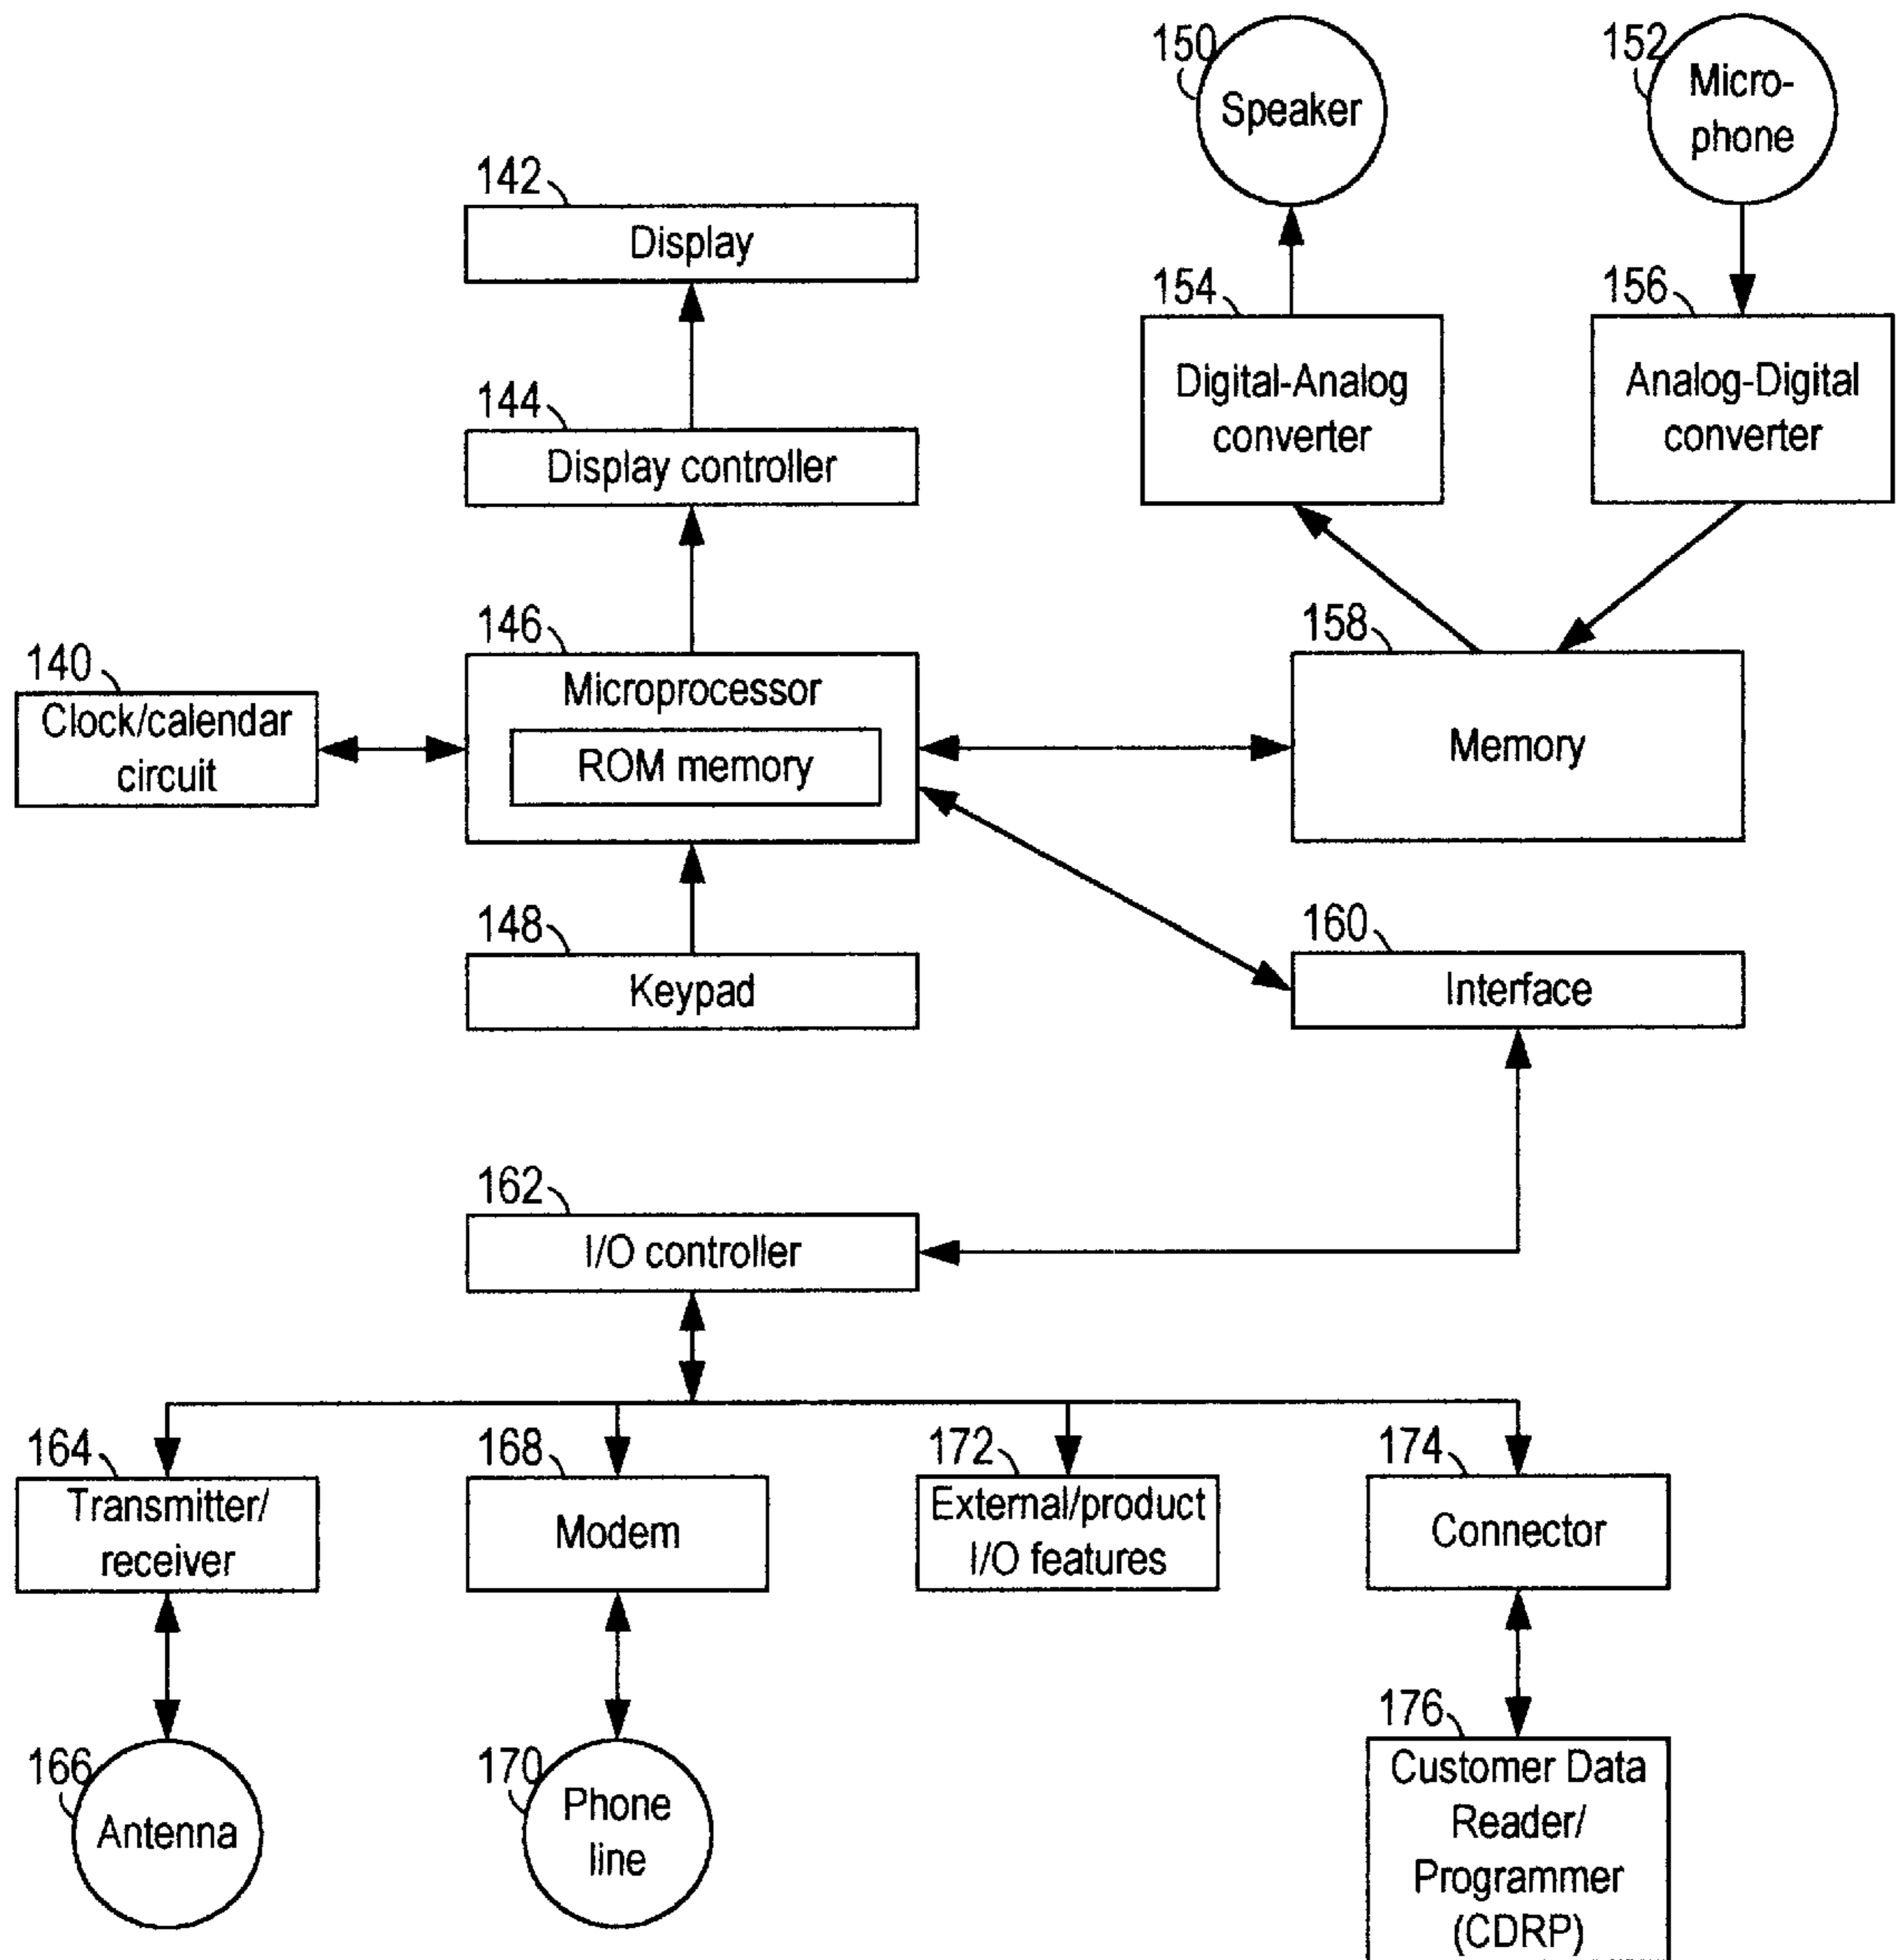 150
Speaker
152
Micro-
phone
142
Display
154
Digital-Analog
converter
156
Analog-Digital
converter
144
Display controller
146
Microprocessor
ROM memory
140
Clock/calendar
circuit
158
Memory
148
Keypad
160
Interface
162
I/O controller
164
Transmitter/
receiver
168
Modem
172
External/product
I/O features
174
Connector
166
Antenna
170
Phone
line
176
Customer Data
Reader/
Programmer
(CDRP)